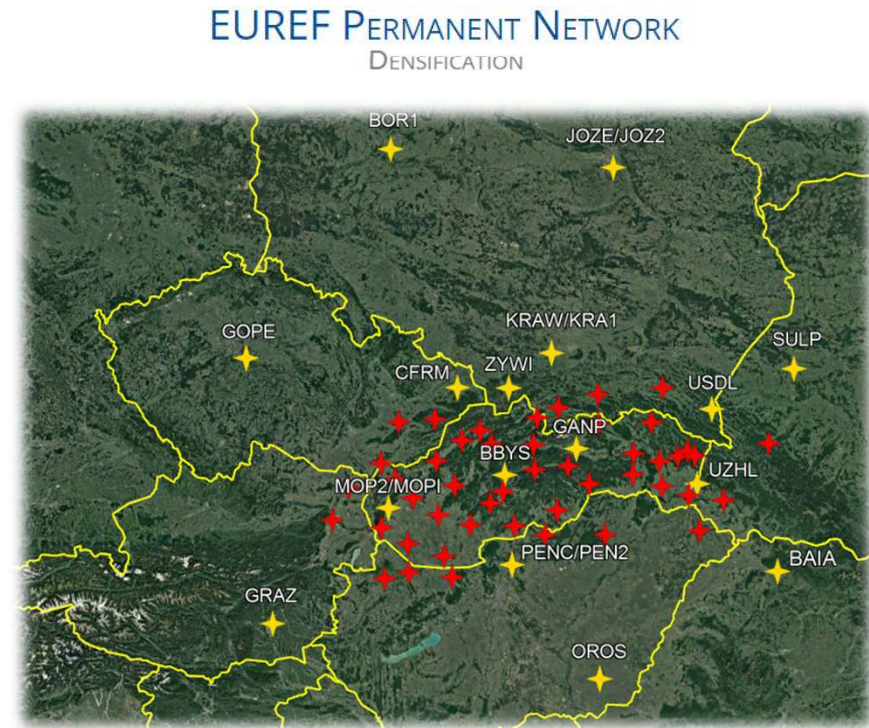 EUREF PERMANENT NETWORK
DENSIFICATION
BOR1
JOZE/JOZ2
KRAW/KRA1
GOPE
SULP
CFRM
ZYWI
USDL
GANP
BBYS
UZHL
MOP2/MOPI
PENC/PEN2
BAIA
GRAZ
OROS